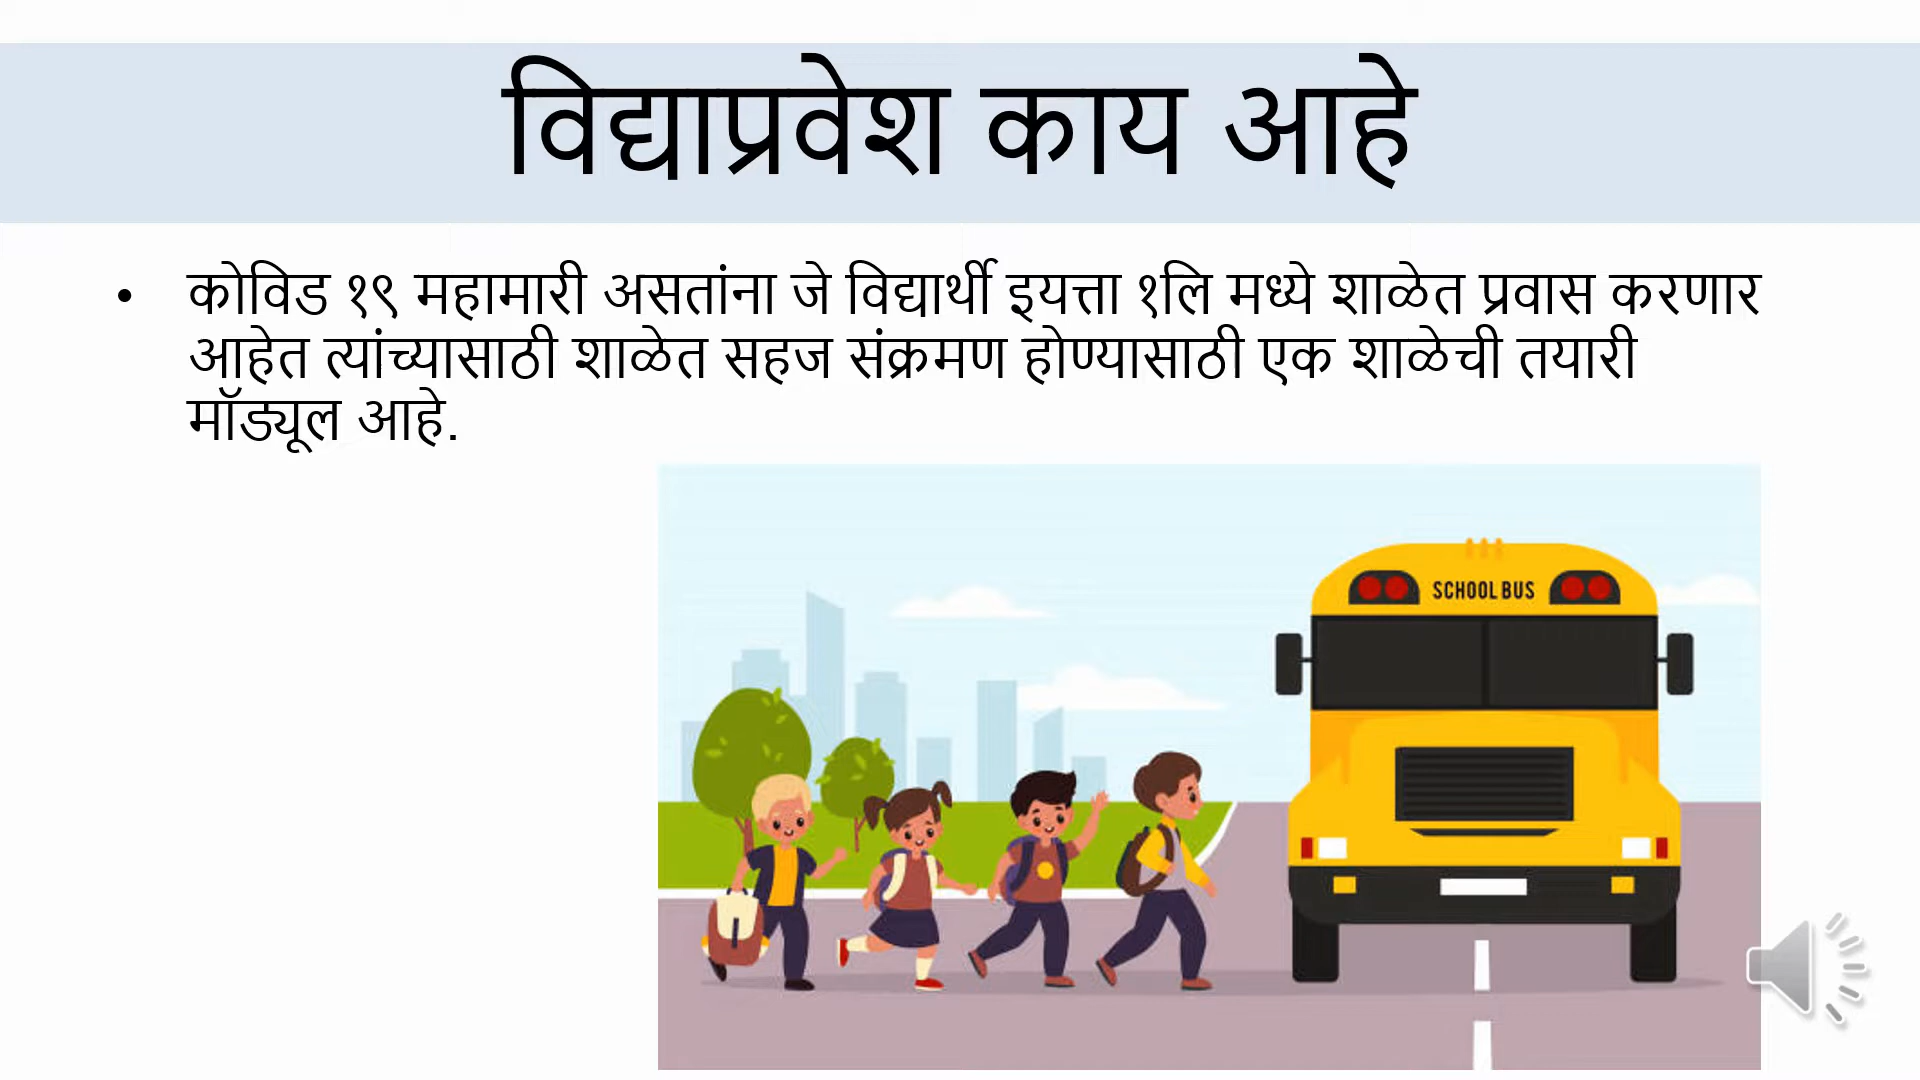 विद्याप्रवेश काय आहे
• कोविड १९ महामारी असतांना जे विद्यार्थी इयत्ता १लि मध्ये शाळेत प्रवास करणार
आहेत त्यांच्यासाठी शाळेत सहज संक्रमण होण्यासाठी एक शाळेची तयारी
मॉड्यूल आहे.
SCHOOL BUS